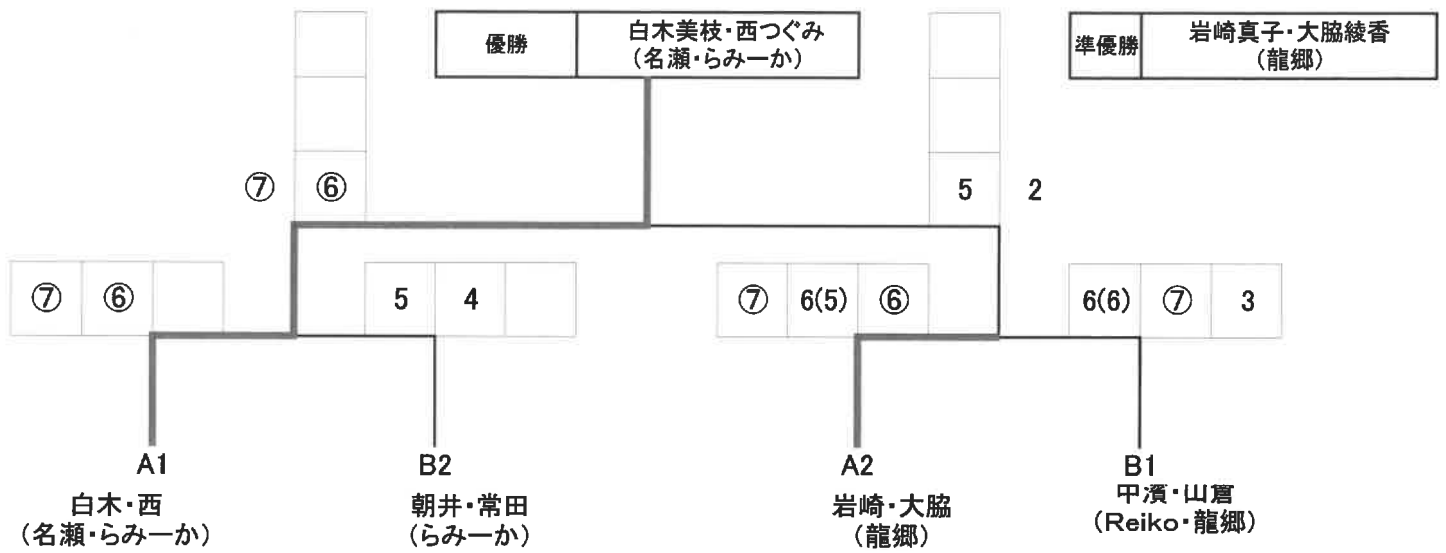 優勝
白木美枝・西つぐみ
(名瀬・らみーか)
準優勝
岩崎真子・大脇綾香
(龍郷)
⑦ ⑥
5 2
⑦ ⑥
5 4
⑦ 6(5) ⑥
6(6) ⑦ 3
A1
白木・西
(名瀬・らみーか)
B2
朝井・常田
(らみーか)
A2
岩崎・大脇
(龍郷)
B1
中濱・山倉
(Reiko・龍郷)